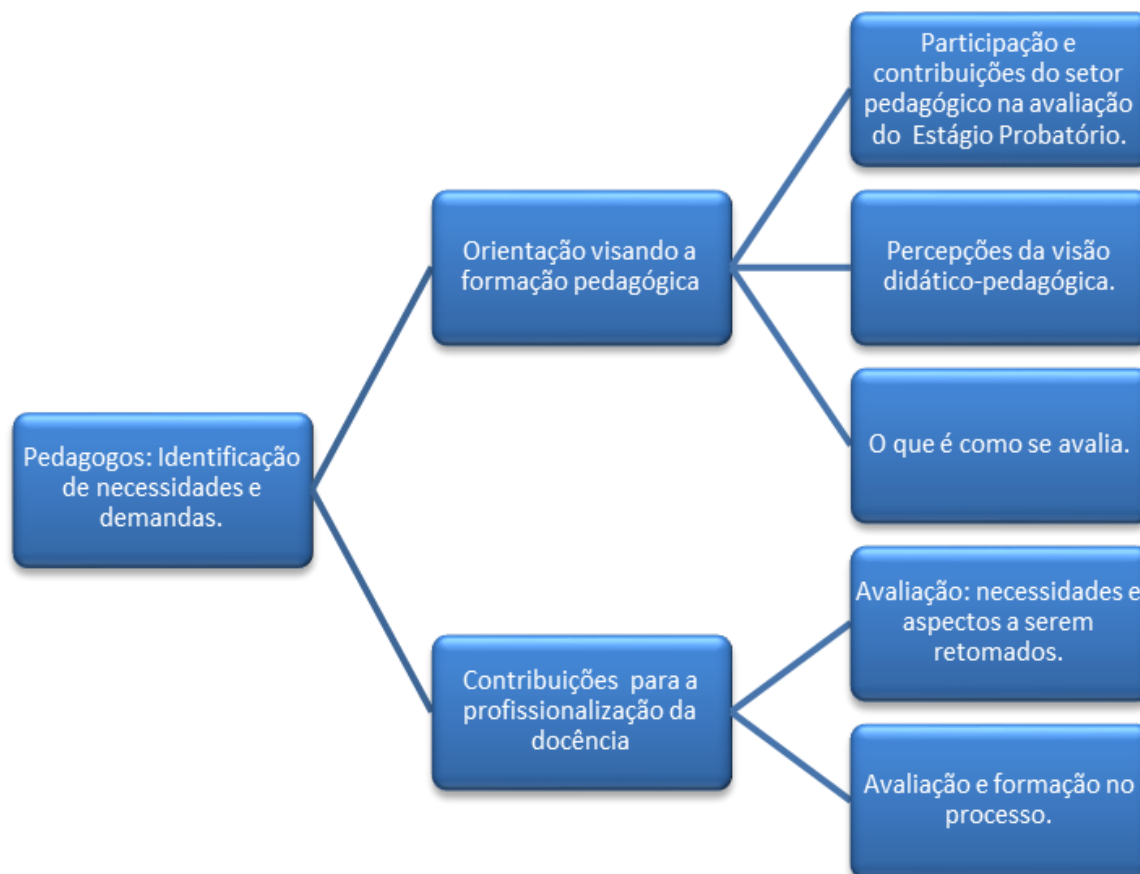 Participação e
contribuições do setor
pedagógico na avaliação
do Estágio Probatório.
Orientação visando a
formação pedagógica
Percepções da visão
didático-pedagógica.
O que é como se avalia.
Pedagogos: Identificação
de necessidades e
demandas.
Avaliação: necessidades e
aspectos a serem
retomados.
Contribuições para a
profissionalização da
docência
Avaliação e formação no
processo.